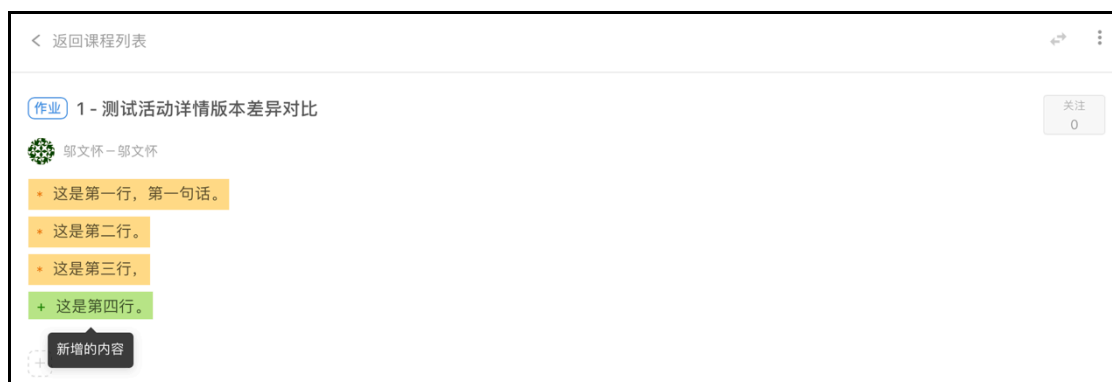 返回课程列表
作业 1 - 测试活动详情版本差异对比
关注
0
邬文怀－邬文怀
* 这是第一行，第一句话。
* 这是第二行。
* 这是第三行，
+ 这是第四行。
新增的内容